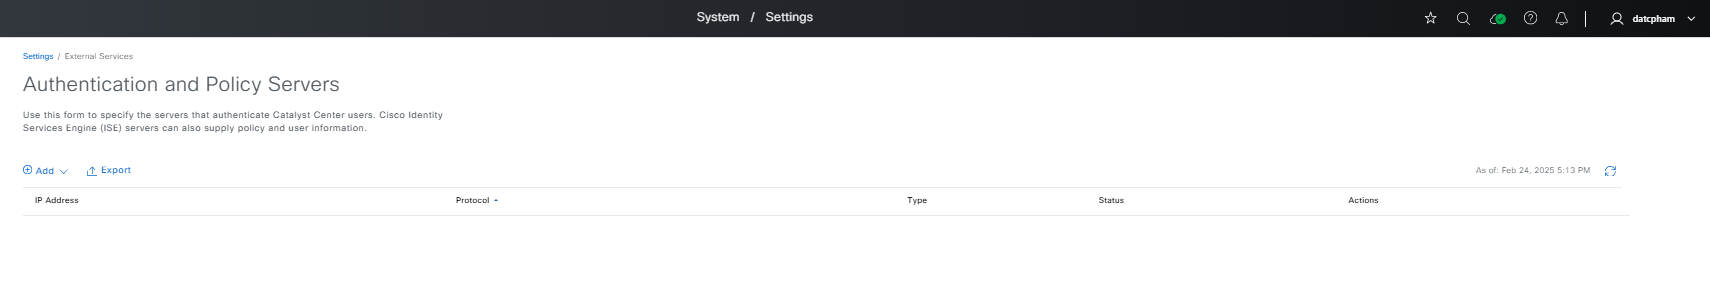 System / Settings
datcpham
Settings / External Services
Authentication and Policy Servers
Use this form to specify the servers that authenticate Catalyst Center users. Cisco Identity
Services Engine (ISE) servers can also supply policy and user information.
Add Export As of: Feb 24, 2025 5:13 PM
IP Address Protocol Type Status Actions